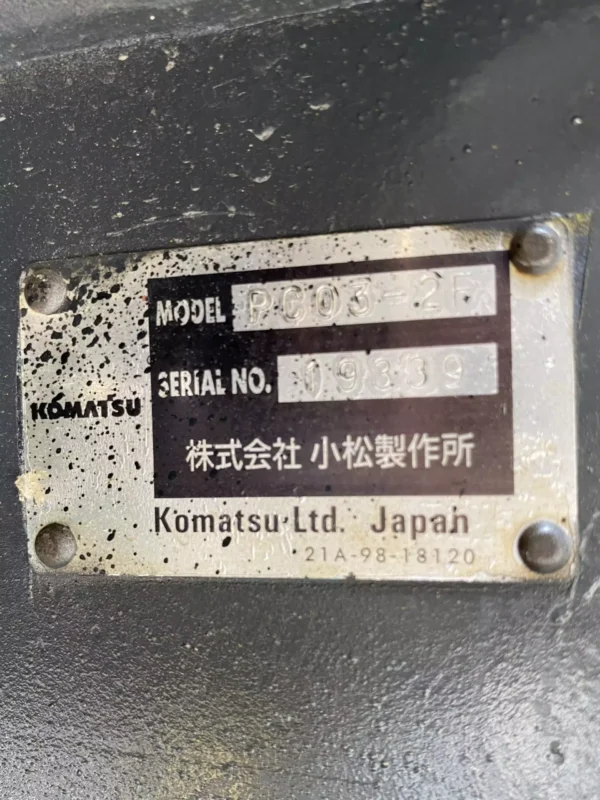 MODEL PC03-2F
SERIAL NO. 09339
KOMATSU
株式会社 小松製作所
Komatsu Ltd. Japan
21A-98-18120